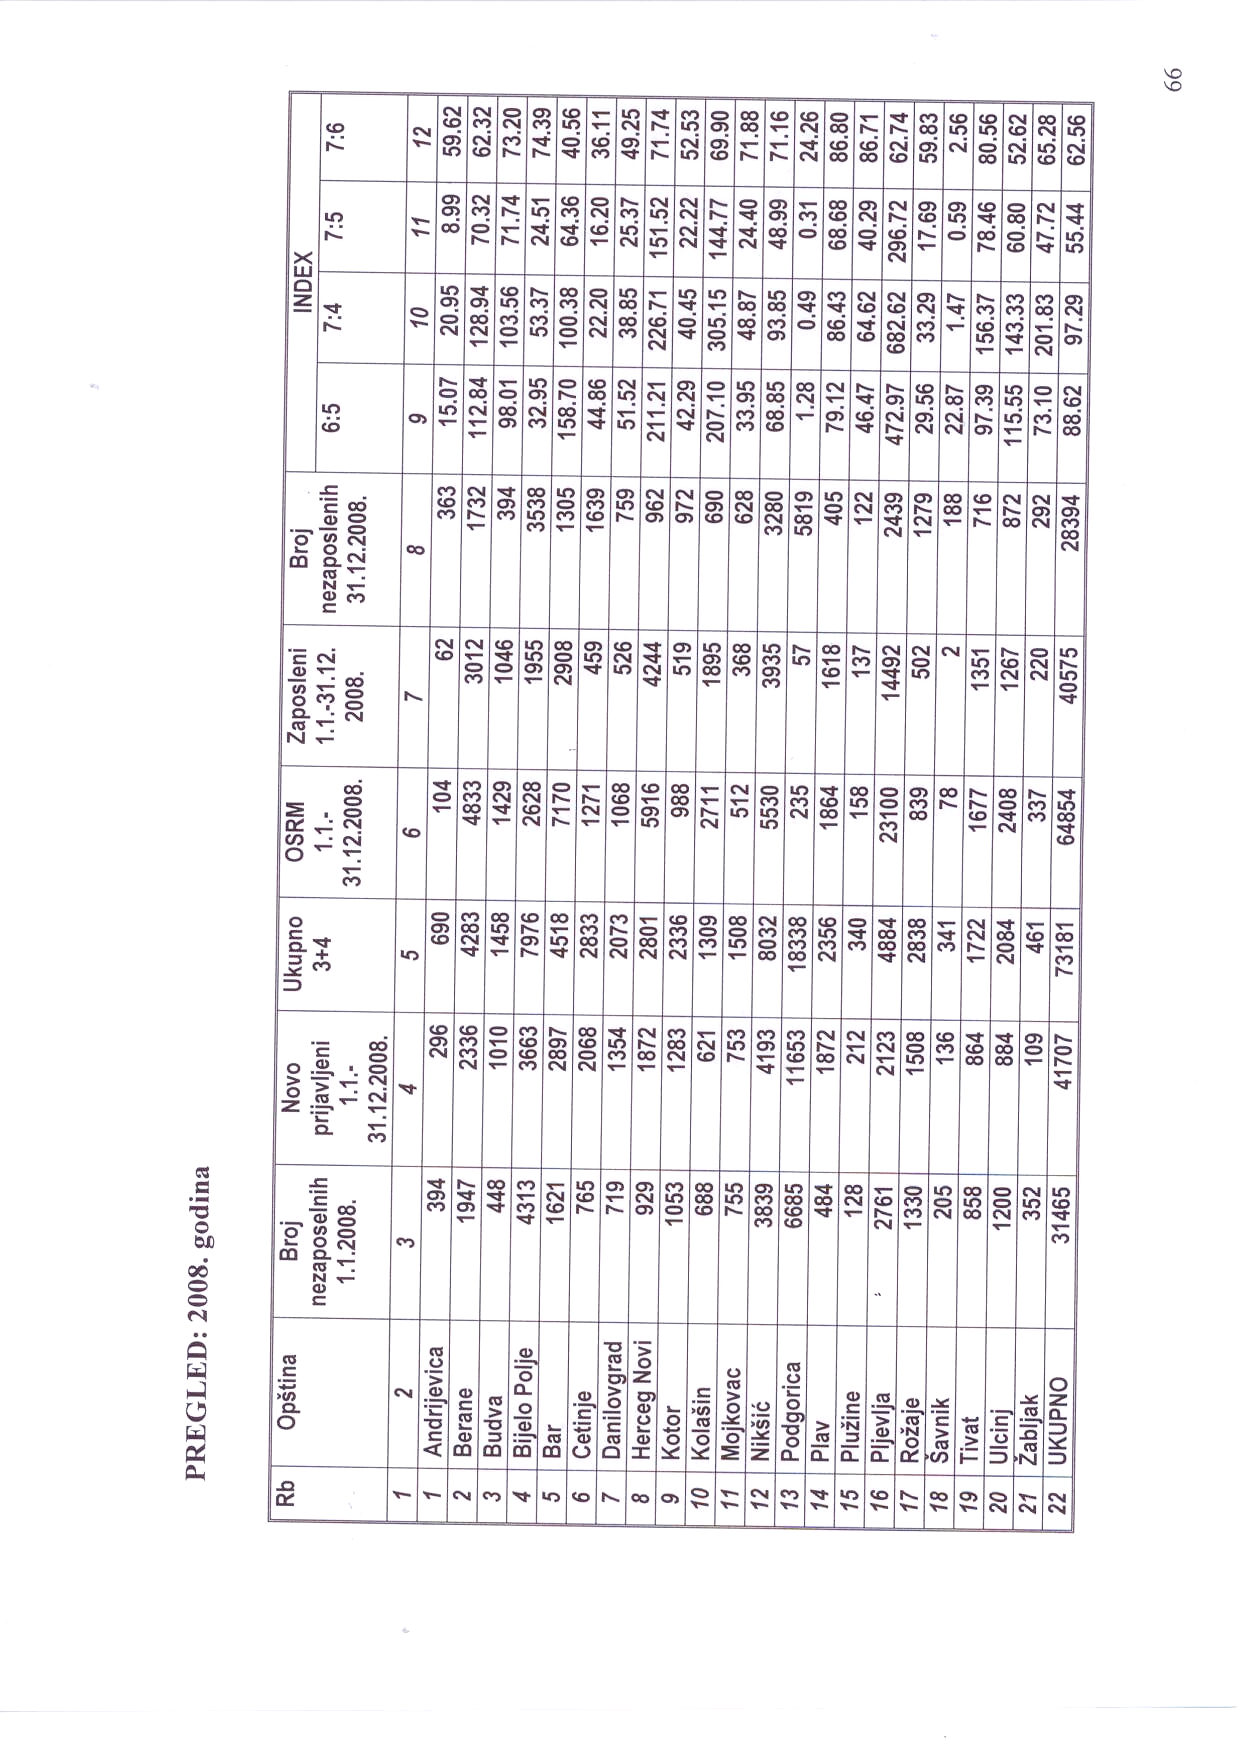 PREGLED: 2008. godina
Rb Opština Broj nezaposelnih 1.1.2008. Novo prijavljeni 1.1.- 31.12.2008. Ukupno 3+4 OSRM 1.1.- 31.12.2008. Zaposleni 1.1.-31.12. 2008. Broj nezaposlenih 31.12.2008. INDEX
6:5 7:4 7:5 7:6
1 2 3 4 5 6 7 8 9 10 11 12
1 Andrijevica 394 296 690 104 62 363 15.07 20.95 8.99 59.62
2 Berane 1947 2336 4283 4833 3012 1732 112.84 128.94 70.32 62.32
3 Budva 448 1010 1458 1429 1046 394 98.01 103.56 71.74 73.20
4 Bijelo Polje 4313 3663 7976 2628 1955 3538 32.95 53.37 24.51 74.39
5 Bar 1621 2897 4518 7170 2908 1305 158.70 100.38 64.36 40.56
6 Cetinje 765 2068 2833 1271 459 1639 44.86 22.20 16.20 36.11
7 Danilovgrad 719 1354 2073 1068 526 759 51.52 38.85 25.37 49.25
8 Herceg Novi 929 1872 2801 5916 4244 962 211.21 226.71 151.52 71.74
9 Kotor 1053 1283 2336 988 519 972 42.29 40.45 22.22 52.53
10 Kolašin 688 621 1309 2711 1895 690 207.10 305.15 144.77 69.90
11 Mojkovac 755 753 1508 512 368 628 33.95 48.87 24.40 71.88
12 Nikšić 3839 4193 8032 5530 3935 3280 68.85 93.85 48.99 71.16
13 Podgorica 6685 11653 18338 235 57 5819 1.28 0.49 0.31 24.26
14 Plav 484 1872 2356 1864 1618 405 79.12 86.43 68.68 86.80
15 Plužine 128 212 340 158 137 122 46.47 64.62 40.29 86.71
16 Pljevlja 2761 2123 4884 23100 14492 2439 472.97 682.62 296.72 62.74
17 Rožaje 1330 1508 2838 839 502 1279 29.56 33.29 17.69 59.83
18 Šavnik 205 136 341 78 2 188 22.87 1.47 0.59 2.56
19 Tivat 858 864 1722 1677 1351 716 97.39 156.37 78.46 80.56
20 Ulcinj 1200 884 2084 2408 1267 872 115.55 143.33 60.80 52.62
21 Žabljak 352 109 461 337 220 292 73.10 201.83 47.72 65.28
22 UKUPNO 31465 41707 73181 64854 40575 28394 88.62 97.29 55.44 62.56
66